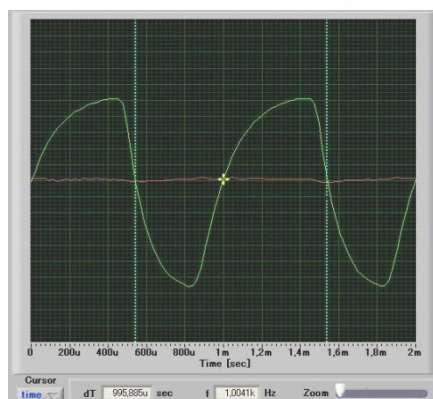 0 200u 400u 600u 800u 1m 1,2m 1,4m 1,6m 1,8m 2m
Time [sec]
Cursor
time dT 995,885u sec f 1,0041k Hz Zoom